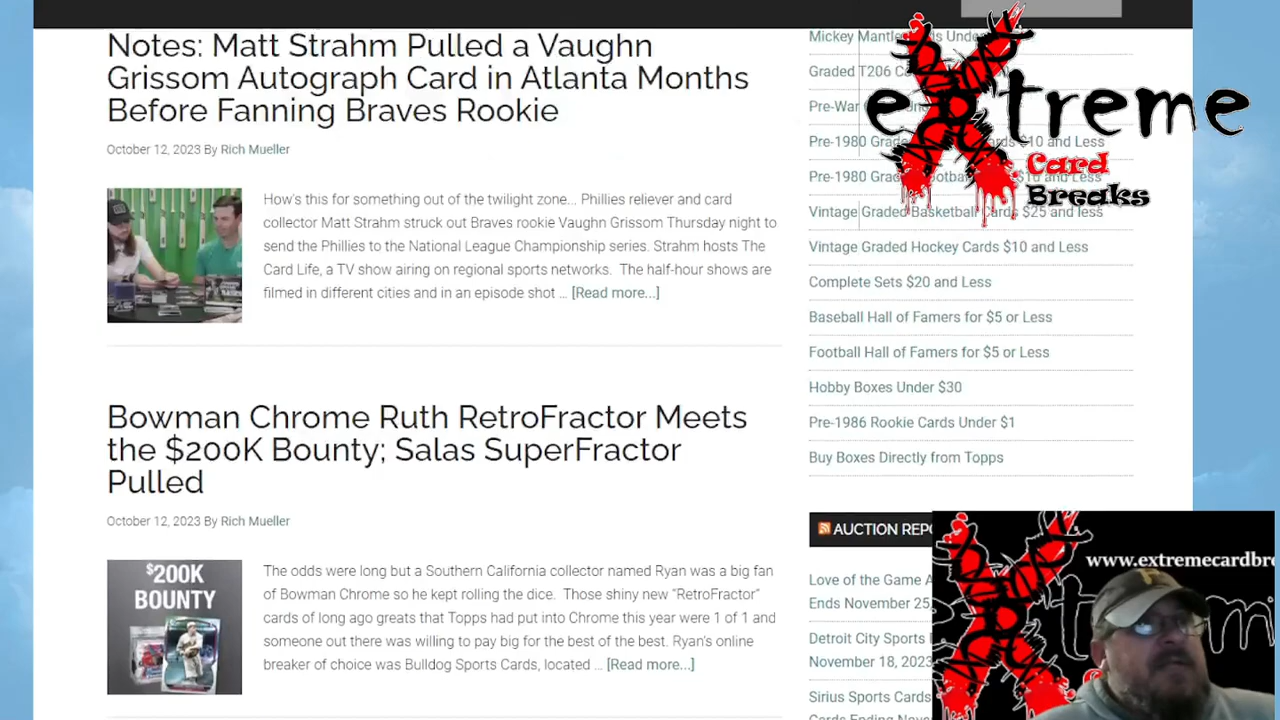 Notes: Matt Strahm Pulled a Vaughn
Grissom Autograph Card in Atlanta Months
Before Fanning Braves Rookie
October 12, 2023 By Rich Mueller
How's this for something out of the twilight zone... Phillies reliever and card
collector Matt Strahm struck out Braves rookie Vaughn Grissom Thursday night to
send the Phillies to the National League Championship series. Strahm hosts The
Card Life, a TV show airing on regional sports networks.  The half-hour shows are
filmed in different cities and in an episode shot ... [Read more...]
Bowman Chrome Ruth RetroFractor Meets
the $200K Bounty; Salas SuperFractor
Pulled
October 12, 2023 By Rich Mueller
$200K
BOUNTY
The odds were long but a Southern California collector named Ryan was a big fan
of Bowman Chrome so he kept rolling the dice.  Those shiny new "RetroFractor"
cards of long ago greats that Topps had put into Chrome this year were 1 of 1 and
someone out there was willing to pay big for the best of the best. Ryan's online
breaker of choice was Bulldog Sports Cards, located ... [Read more...]
Mickey Mantle
Graded T206
Pre-War
Pre-1980 $10 and Less
Pre-1980 and Less
Vintage Graded Basketball Cards $25 and less
Vintage Graded Hockey Cards $10 and Less
Complete Sets $20 and Less
Baseball Hall of Famers for $5 or Less
Football Hall of Famers for $5 or Less
Hobby Boxes Under $30
Pre-1986 Rookie Cards Under $1
Buy Boxes Directly from Topps
eXtreme
Card
Breaks
AUCTION
Love of the Game
Ends November 25,
Detroit City Sports
November 18, 2023
Sirius Sports Cards
www.extremecardbre